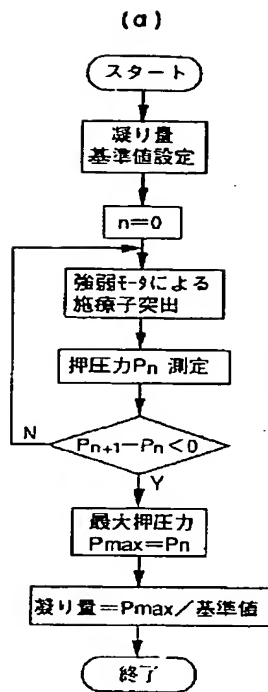 (a)
スタート
凝り量
基準値設定
n=0
強弱モータによる
施療子突出
押圧力Pn 測定
N
Pn+1−Pn<0
Y
最大押圧力
Pmax=Pn
凝り量=Pmax/基準値
終了